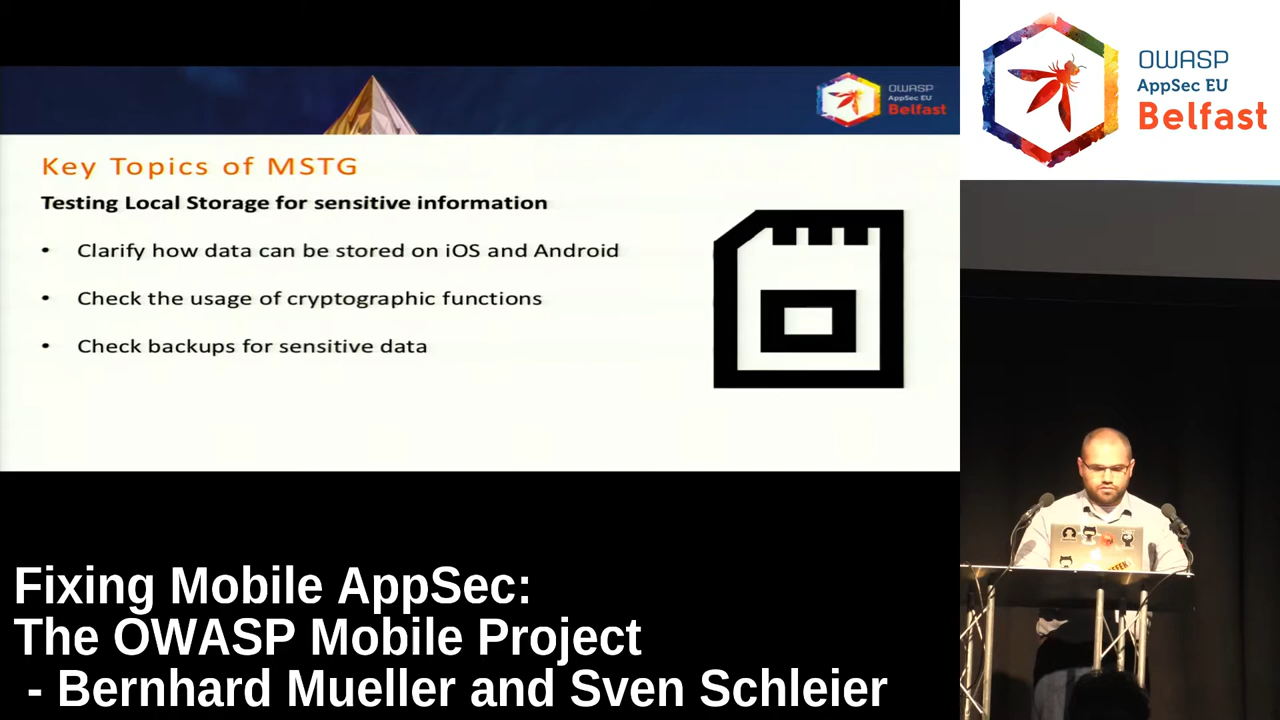 OWASP
AppSec EU
Belfast
Key Topics of MSTG
Testing Local Storage for sensitive information
• Clarify how data can be stored on iOS and Android
• Check the usage of cryptographic functions
• Check backups for sensitive data
OWASP
AppSec EU
Belfast
Fixing Mobile AppSec:
The OWASP Mobile Project
- Bernhard Mueller and Sven Schleier